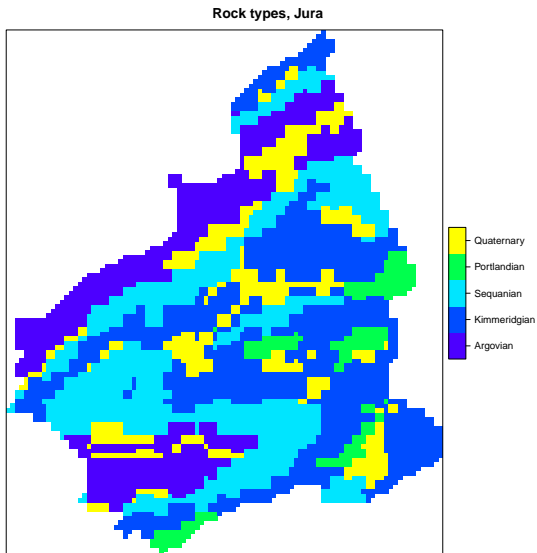 Rock types, Jura
Quaternary
Portlandian
Sequanian
Kimmeridgian
Argovian